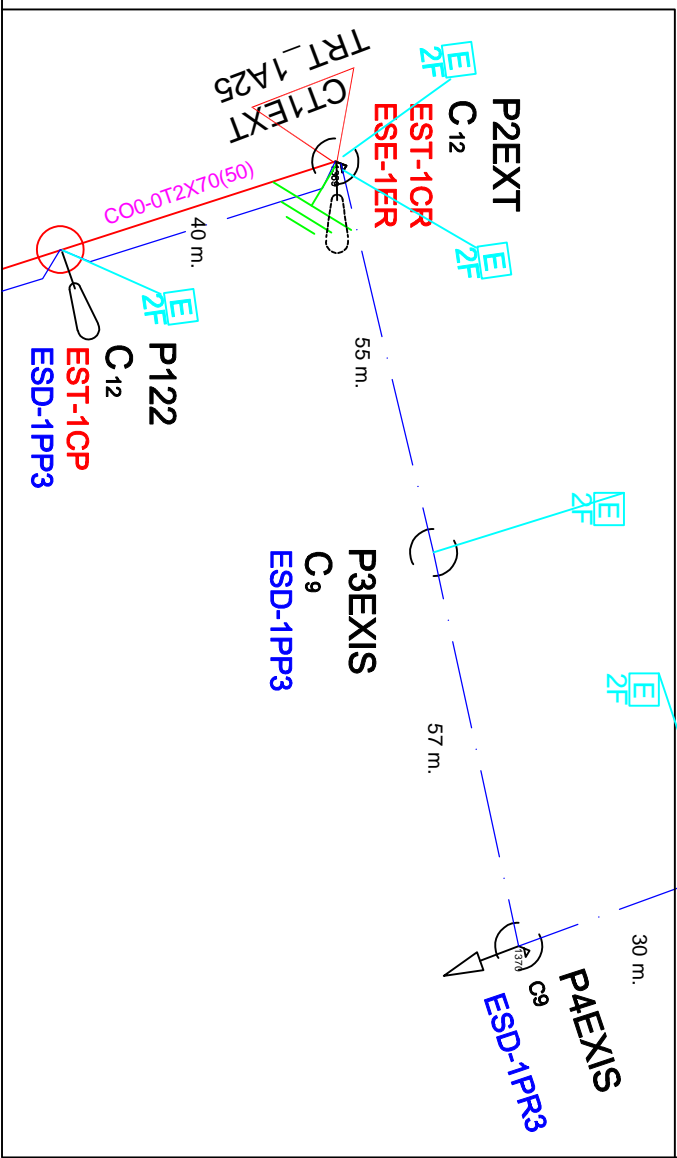 TRT_1A25
CT1EXT
E
2F
P2EXT
C 12
EST-1CR
ESE-1ER
E
2F
CO0-0T2X70(50)
40 m.
E
2F
P122
C 12
EST-1CP
ESD-1PP3
55 m.
E
2F
P3EXIS
C 9
ESD-1PP3
57 m.
E
2F
30 m.
1370
P4EXIS
C9
ESD-1PR3